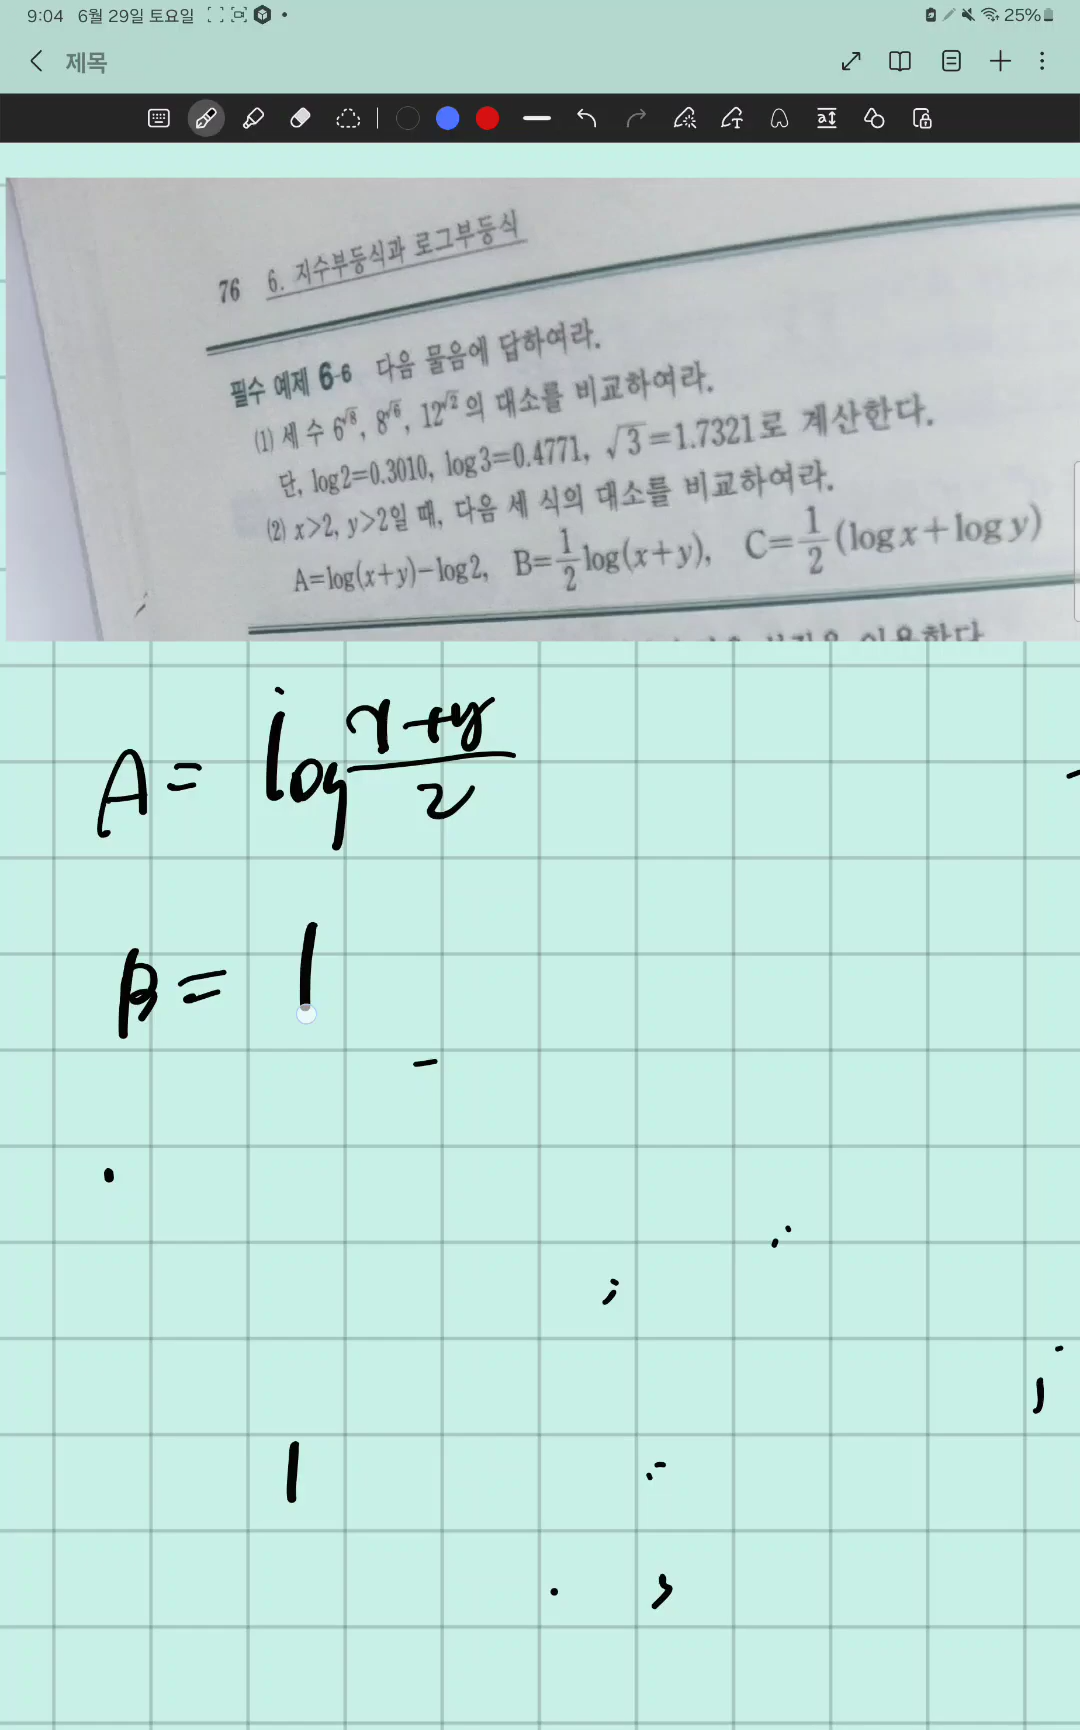 9:04 6월 29일 토요일
25%
제목
76 6. 지수부등식과 로그부등식
필수 예제 6-6 다음 물음에 답하여라.
(1) 세 수 6^√8, 8^√6, 12^√2의 대소를 비교하여라.
단, log2=0.3010, log3=0.4771, √3=1.7321로 계산한다.
(2) x>2, y>2일 때, 다음 세 식의 대소를 비교하여라.
A=log(x+y)-log2, B=1/2 log(x+y), C=1/2 (log x+log y)
이용한다
A= log (x+y)/2
B= l